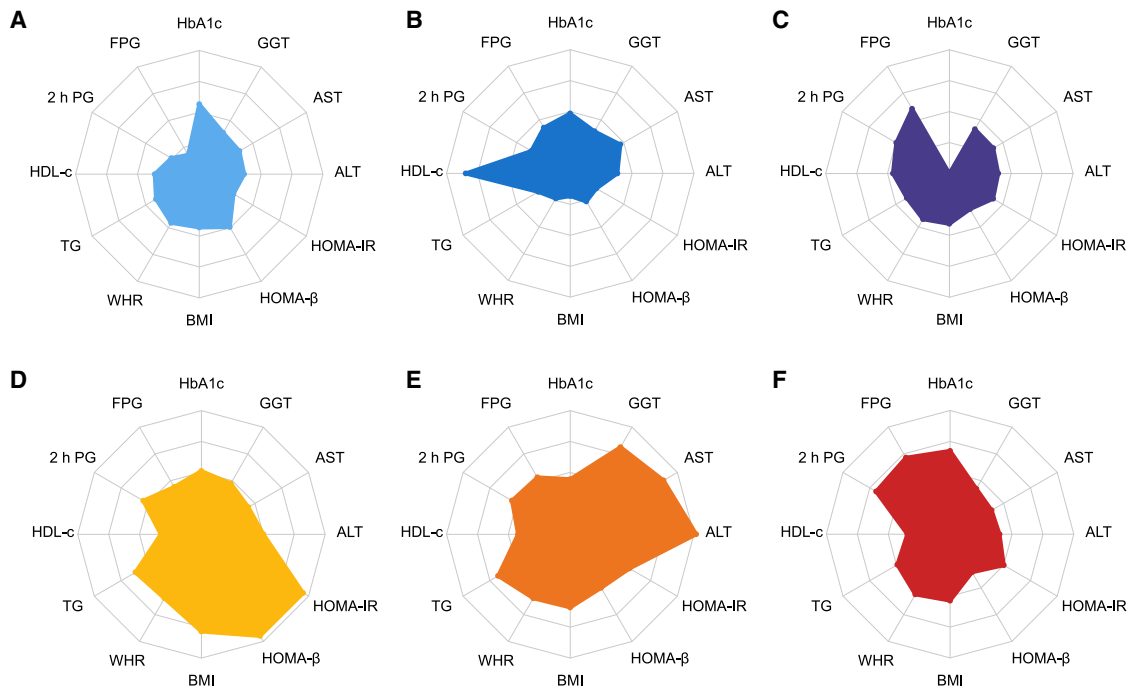 A
HbA1c
FPG
GGT
2 h PG
AST
HDL-c
ALT
TG
HOMA-IR
WHR
HOMA-β
BMI
B
HbA1c
FPG
GGT
2 h PG
AST
HDL-c
ALT
TG
HOMA-IR
WHR
HOMA-β
BMI
C
HbA1c
FPG
GGT
2 h PG
AST
HDL-c
ALT
TG
HOMA-IR
WHR
HOMA-β
BMI
D
HbA1c
FPG
GGT
2 h PG
AST
HDL-c
ALT
TG
HOMA-IR
WHR
HOMA-β
BMI
E
HbA1c
FPG
GGT
2 h PG
AST
HDL-c
ALT
TG
HOMA-IR
WHR
HOMA-β
BMI
F
HbA1c
FPG
GGT
2 h PG
AST
HDL-c
ALT
TG
HOMA-IR
WHR
HOMA-β
BMI